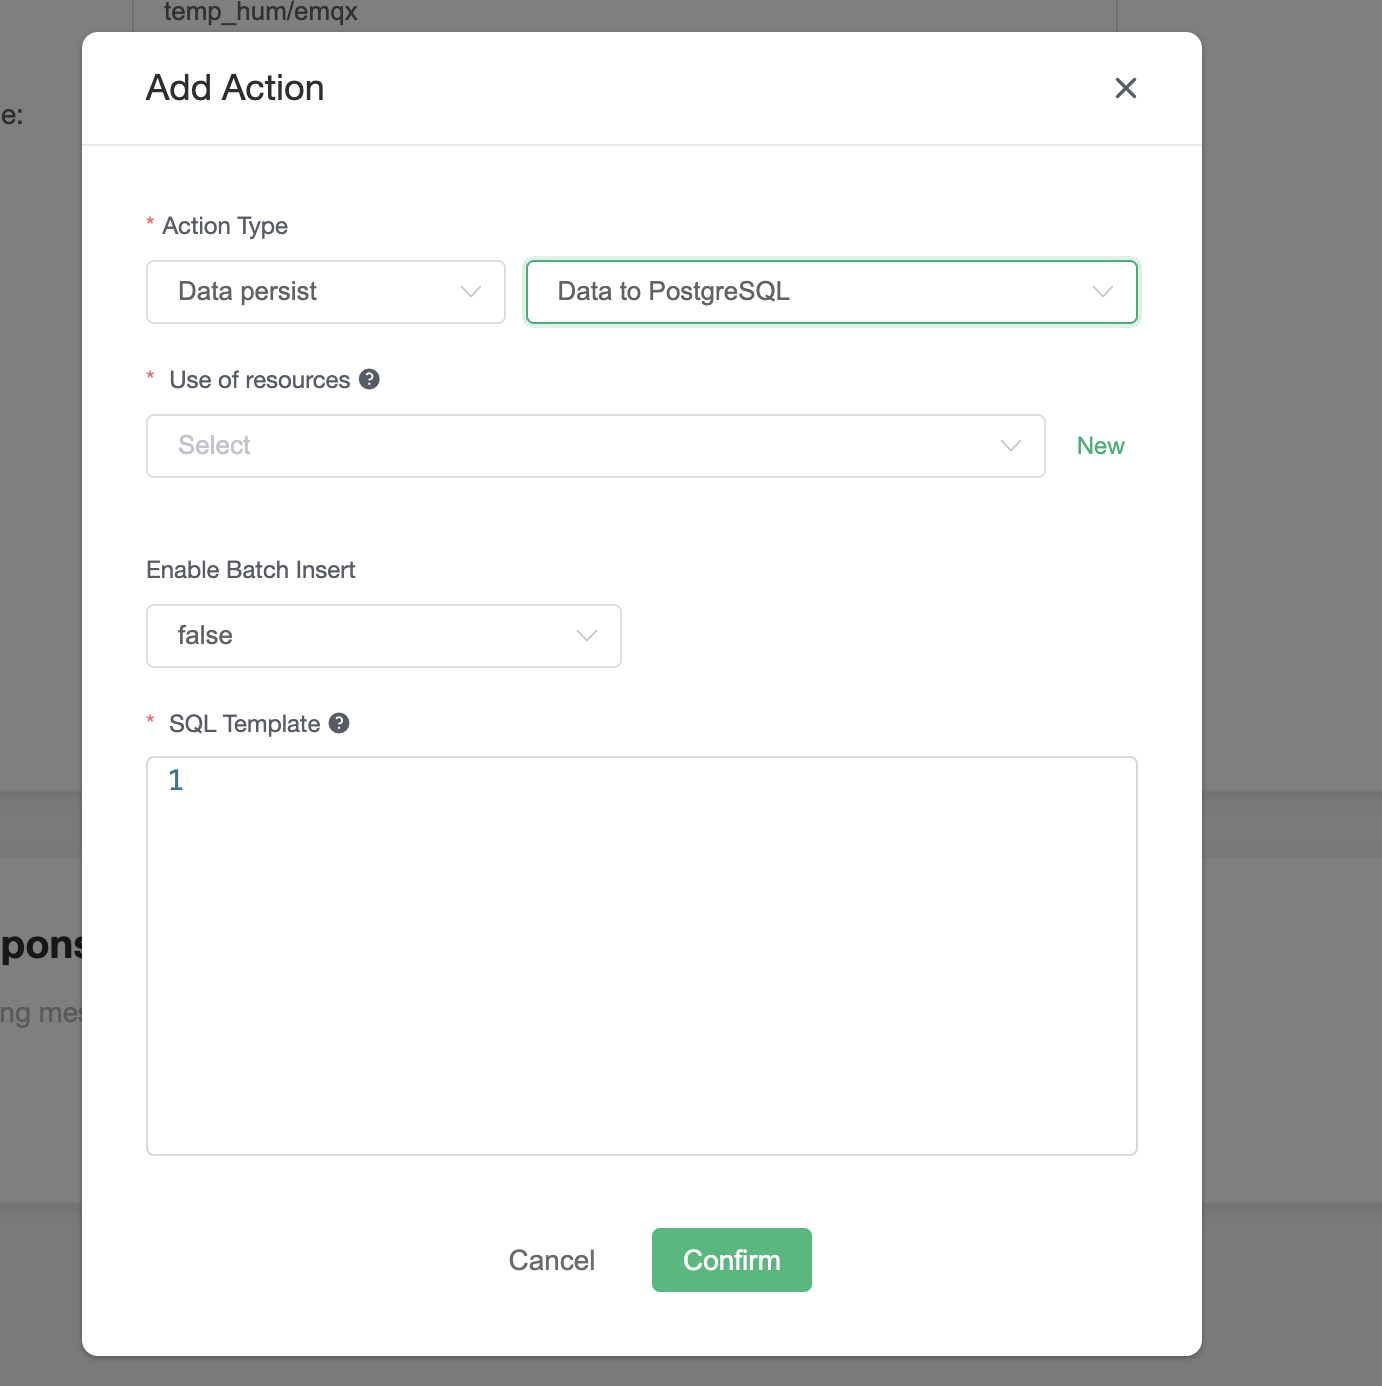 temp_hum/emqx
Add Action
e:
* Action Type
Data persist
Data to PostgreSQL
* Use of resources ?
Select
New
Enable Batch Insert
false
* SQL Template ?
1
pons
ng mes
Cancel
Confirm